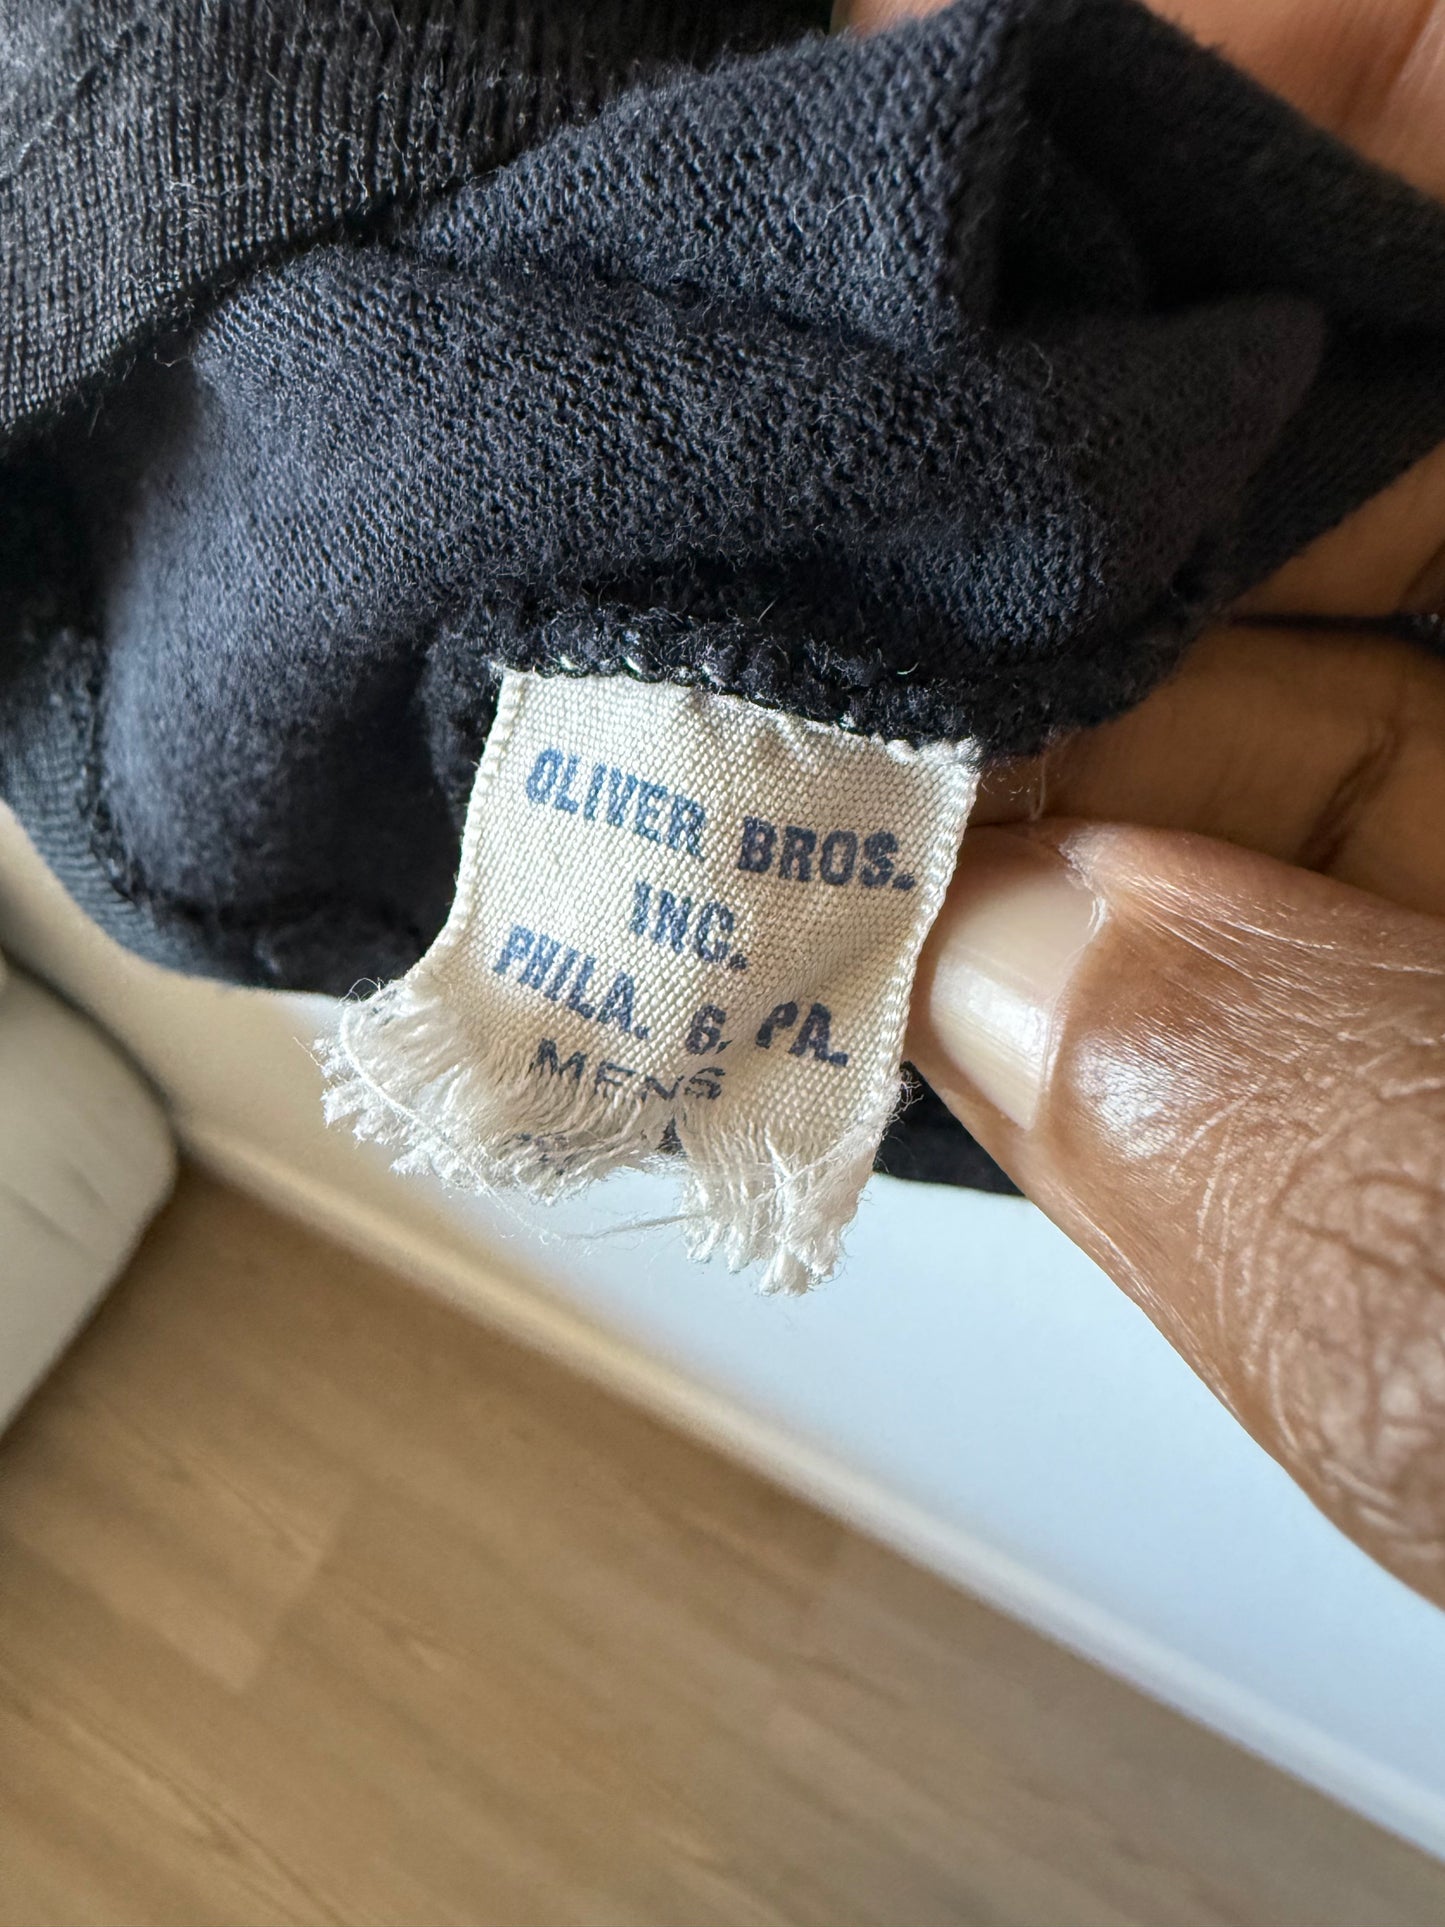 OLIVER BROS.
INC.
PHILA. 6, PA.
MENS